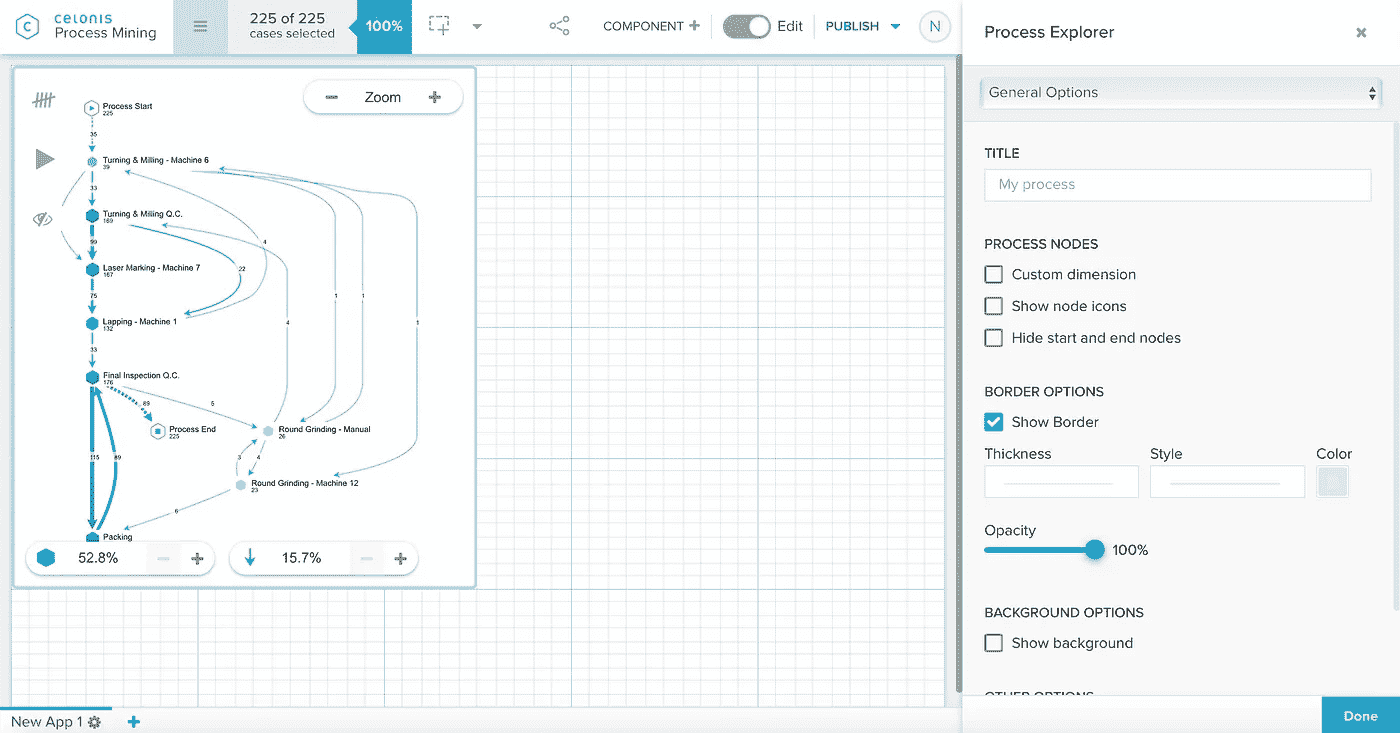 celonis
Process Mining
225 of 225
cases selected
100%
COMPONENT
Edit
PUBLISH
N
Zoom
Process Start
225
35
Turning & Milling - Machine 6
39
33
Turning & Milling Q.C.
169
99
4
Laser Marking - Machine 7
167
22
75
1
1
Lapping - Machine 1
132
4
1
33
Final Inspection Q.C.
176
89
5
Process End
225
Round Grinding - Manual
26
115
89
3
4
Round Grinding - Machine 12
23
6
Packing
52.8%
15.7%
New App 1
Process Explorer
General Options
TITLE
My process
PROCESS NODES
Custom dimension
Show node icons
Hide start and end nodes
BORDER OPTIONS
Show Border
Thickness
Style
Color
Opacity
100%
BACKGROUND OPTIONS
Show background
OTHER OPTIONS
Done